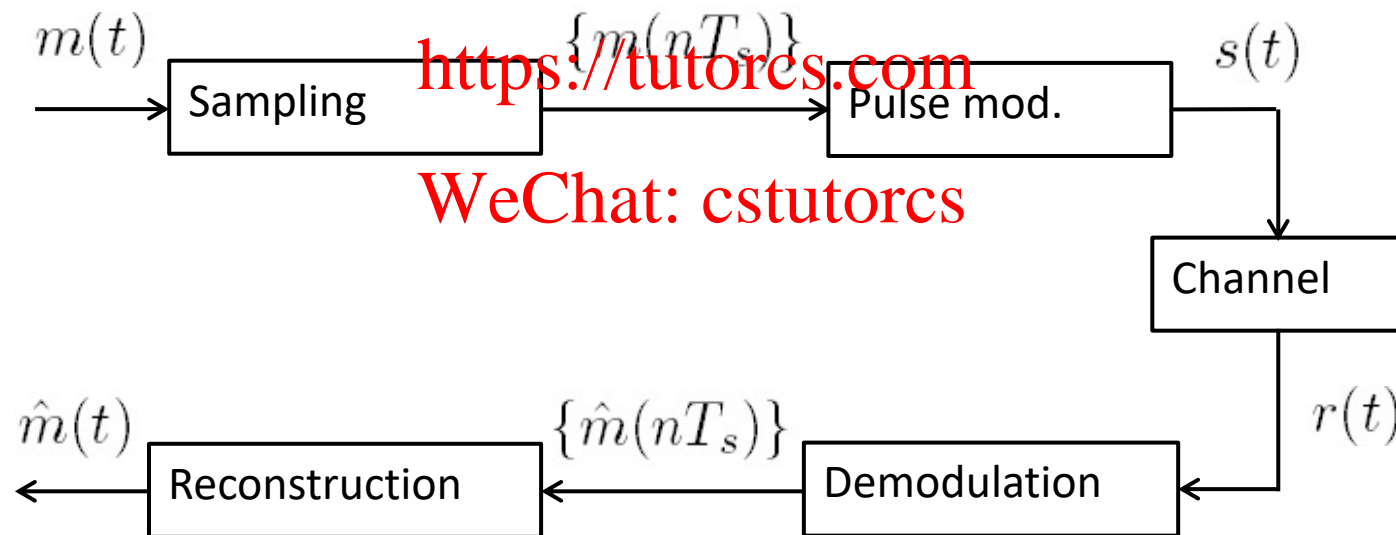 m(t)
{m(nT_s)}
s(t)
https://tutorcs.com
Sampling
Pulse mod.
WeChat: cstutorcs
Channel
m̂(t)
{m̂(nT_s)}
r(t)
Reconstruction
Demodulation